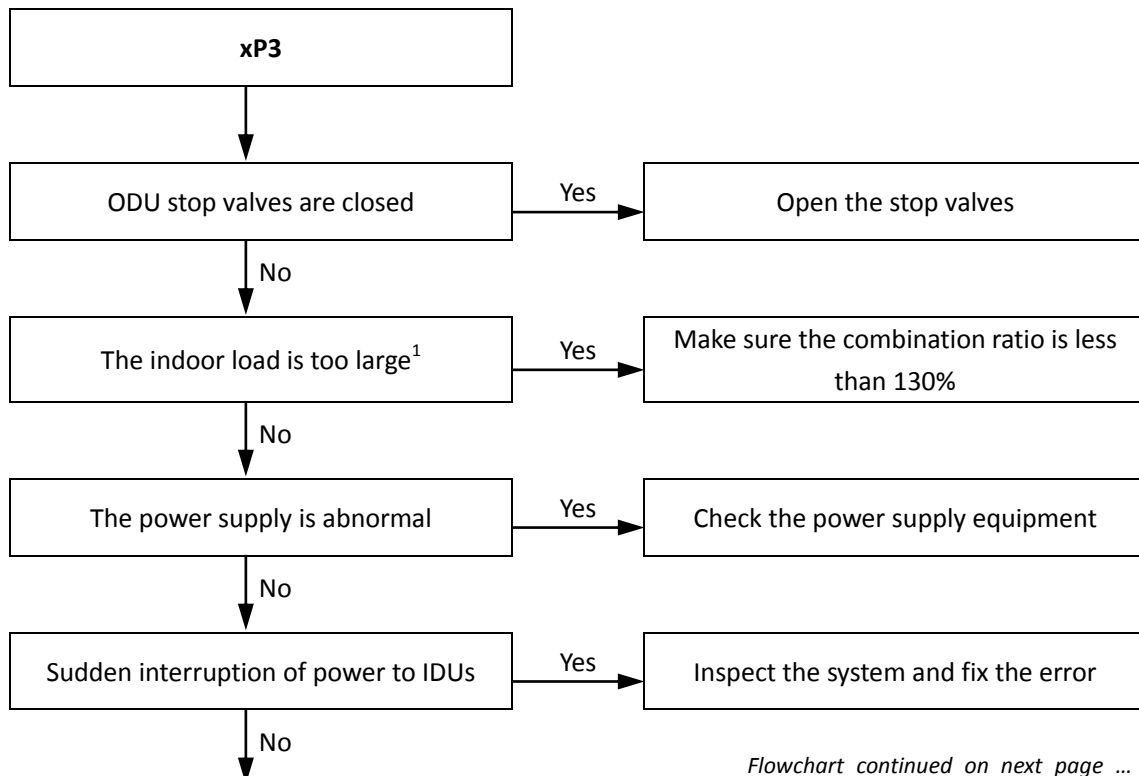 xP3
ODU stop valves are closed
Yes
Open the stop valves
No
The indoor load is too large¹
Yes
Make sure the combination ratio is less
than 130%
No
The power supply is abnormal
Yes
Check the power supply equipment
No
Sudden interruption of power to IDUs
Yes
Inspect the system and fix the error
No
Flowchart continued on next page …